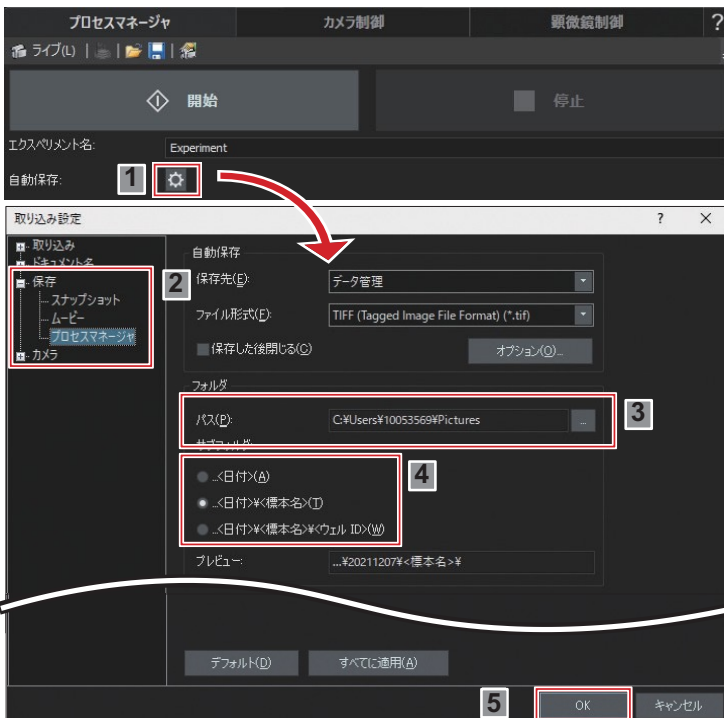 プロセスマネージャ カメラ制御 顕微鏡制御 ?
ライブ(L)
開始 停止
エクスペリメント名: Experiment
自動保存: 1
取り込み設定 ? ×
取り込み
ドキュメント名
保存
スナップショット
ムービー
プロセスマネージャ
カメラ
2
自動保存
保存先(E): データ管理
ファイル形式(F): TIFF (Tagged Image File Format) (*.tif)
保存した後閉じる(C) オプション(O)...
フォルダ
パス(P): C:¥Users¥10053569¥Pictures ... 3
サブフォルダ
...<日付>(A) 4
...<日付>¥<標本名>(T)
...<日付>¥<標本名>¥<ウェル ID>(W)
プレビュー: ...¥20211207¥<標本名>¥
デフォルト(D) すべてに適用(A)
5 OK キャンセル